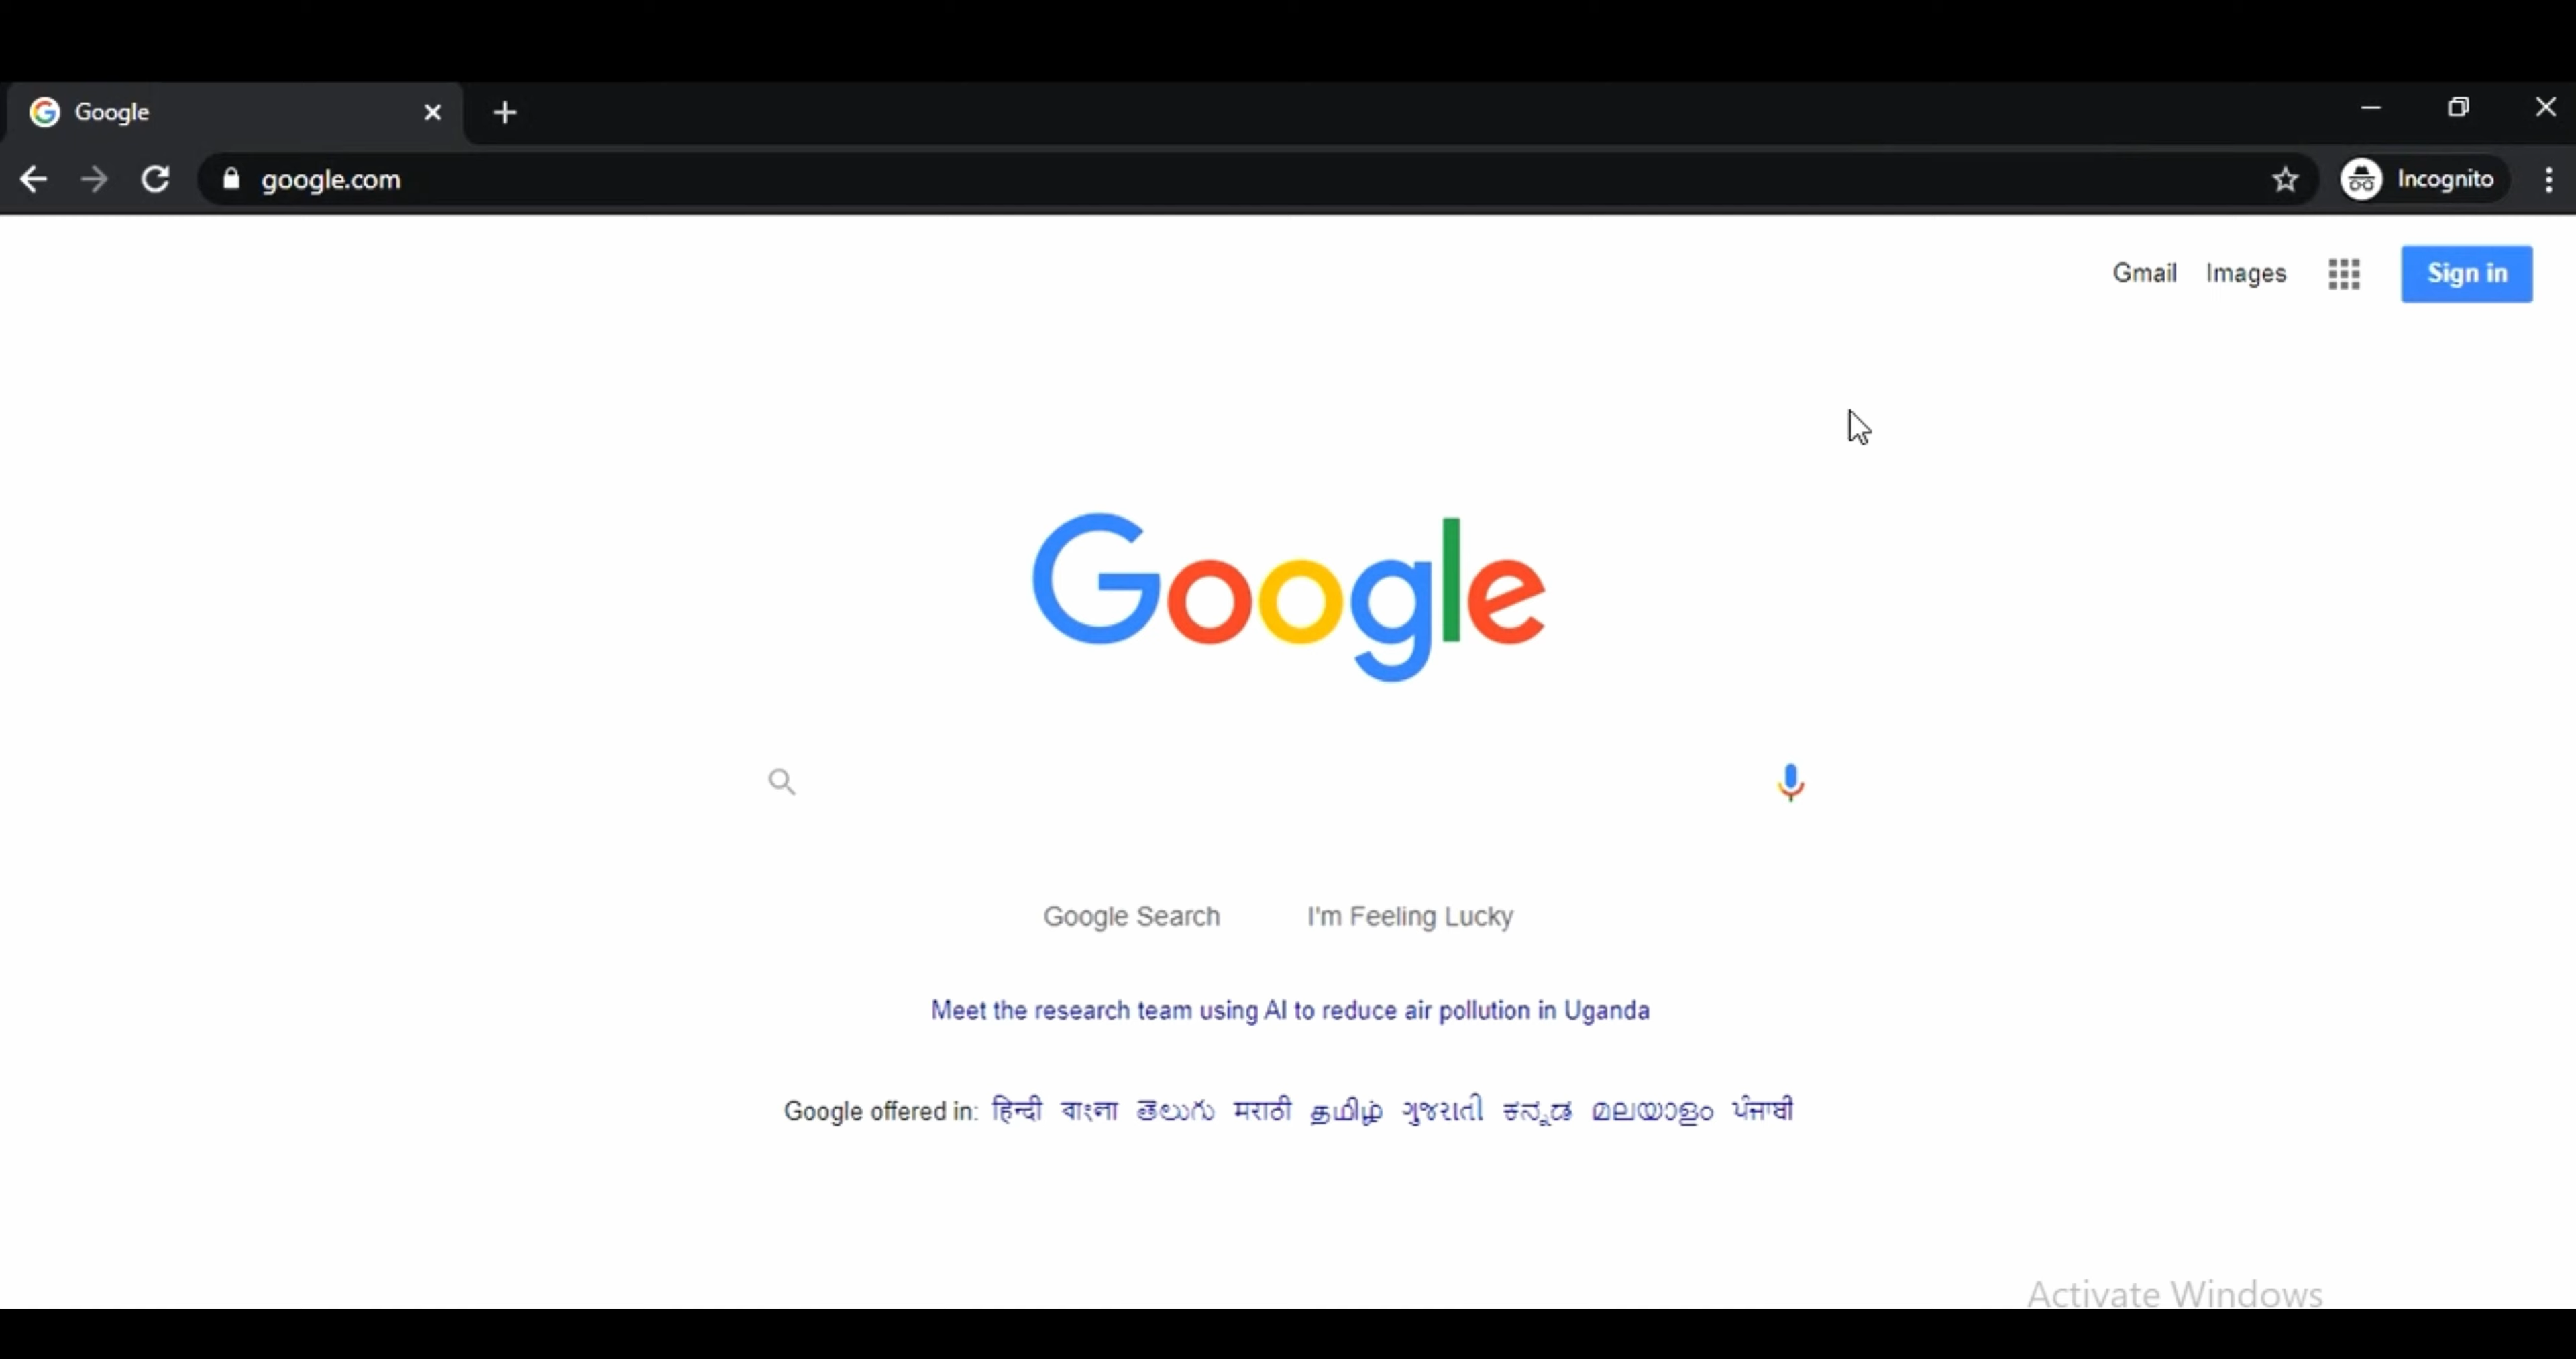 Google
google.com
Incognito
Gmail Images Sign in
Google
Google Search I'm Feeling Lucky
Meet the research team using AI to reduce air pollution in Uganda
Google offered in: हिन्दी বাংলা తెలుగు मराठी தமிழ் ગુજરાતી ಕನ್ನಡ മലയാളം ਪੰਜਾਬੀ
Activate Windows